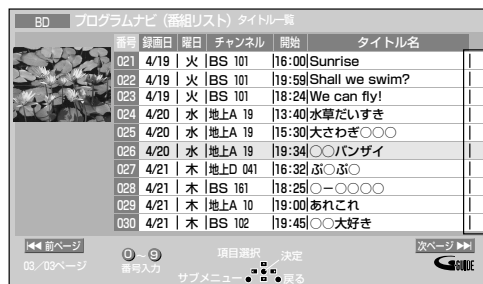 BD プログラムナビ(番組リスト) タイトル一覧
番号 録画日 曜日 チャンネル 開始 タイトル名
021 4/19 火 BS 101 16:00 Sunrise
022 4/19 火 BS 101 19:59 Shall we swim?
023 4/19 火 BS 101 18:24 We can fly!
024 4/20 水 地上A 19 13:40 水草だいすき
025 4/20 水 地上A 19 15:30 大さわぎ○○○
026 4/20 水 地上A 19 19:34 ○○バンザイ
027 4/21 木 地上D 041 16:32 ぷ○ぷ○
028 4/21 木 BS 161 18:25 ○－○○○○
029 4/21 木 地上A 10 19:00 あれこれ
030 4/21 木 BS 102 19:45 ○○大好き
前ページ 次ページ
03/03ページ
0～9
番号入力
項目選択 決定
サブメニュー 戻る
G-GUIDE